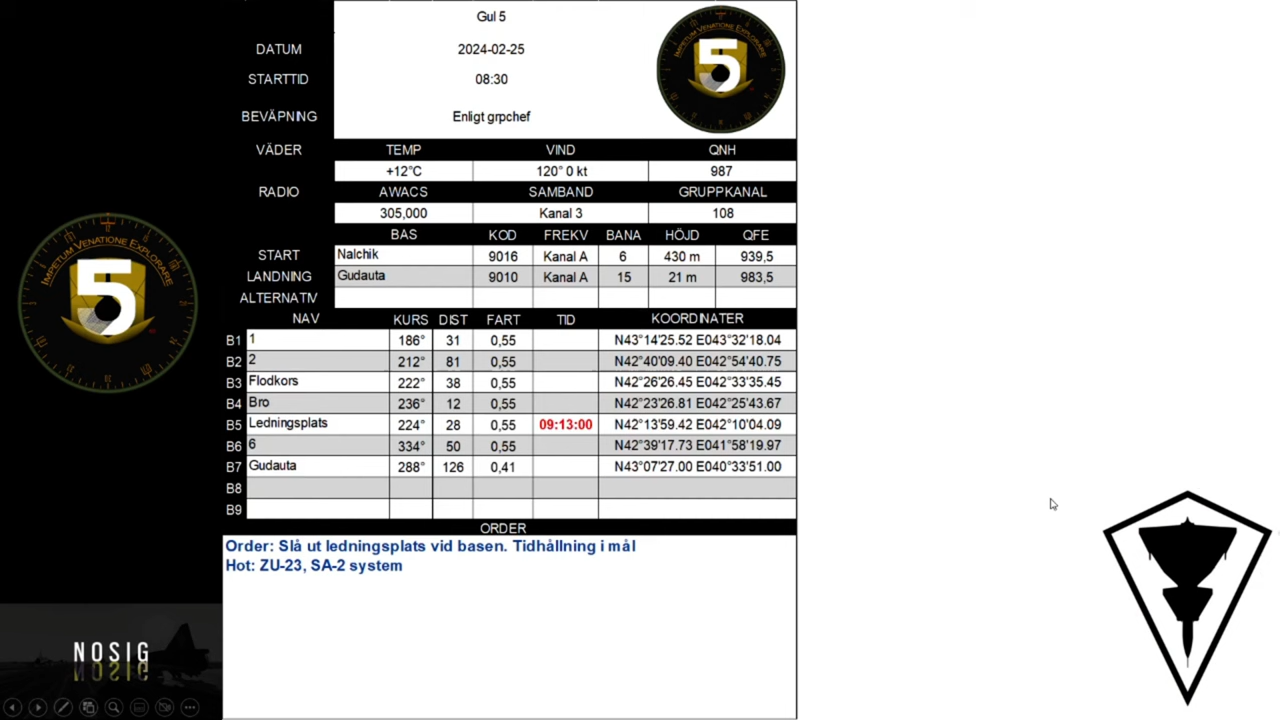 Gul 5
DATUM 2024-02-25
STARTTID 08:30
BEVÄPNING Enligt grpchef
IMPETUM VENATIONE EXPLORARE
5
VÄDER TEMP VIND QNH
+12°C 120° 0 kt 987
RADIO AWACS SAMBAND GRUPPKANAL
305,000 Kanal 3 108
BAS KOD FREKV BANA HÖJD QFE
START Nalchik 9016 Kanal A 6 430 m 939,5
LANDNING Gudauta 9010 Kanal A 15 21 m 983,5
ALTERNATIV
NAV KURS DIST FART TID KOORDINATER
B1 1 186° 31 0,55 N43°14'25.52 E043°32'18.04
B2 2 212° 81 0,55 N42°40'09.40 E042°54'40.75
B3 Flodkors 222° 38 0,55 N42°26'26.45 E042°33'35.45
B4 Bro 236° 12 0,55 N42°23'26.81 E042°25'43.67
B5 Ledningsplats 224° 28 0,55 09:13:00 N42°13'59.42 E042°10'04.09
B6 6 334° 50 0,55 N42°39'17.73 E041°58'19.97
B7 Gudauta 288° 126 0,41 N43°07'27.00 E040°33'51.00
B8
B9
ORDER
Order: Slå ut ledningsplats vid basen. Tidhållning i mål
Hot: ZU-23, SA-2 system
IMPETUM VENATIONE EXPLORARE
5
NOSIG